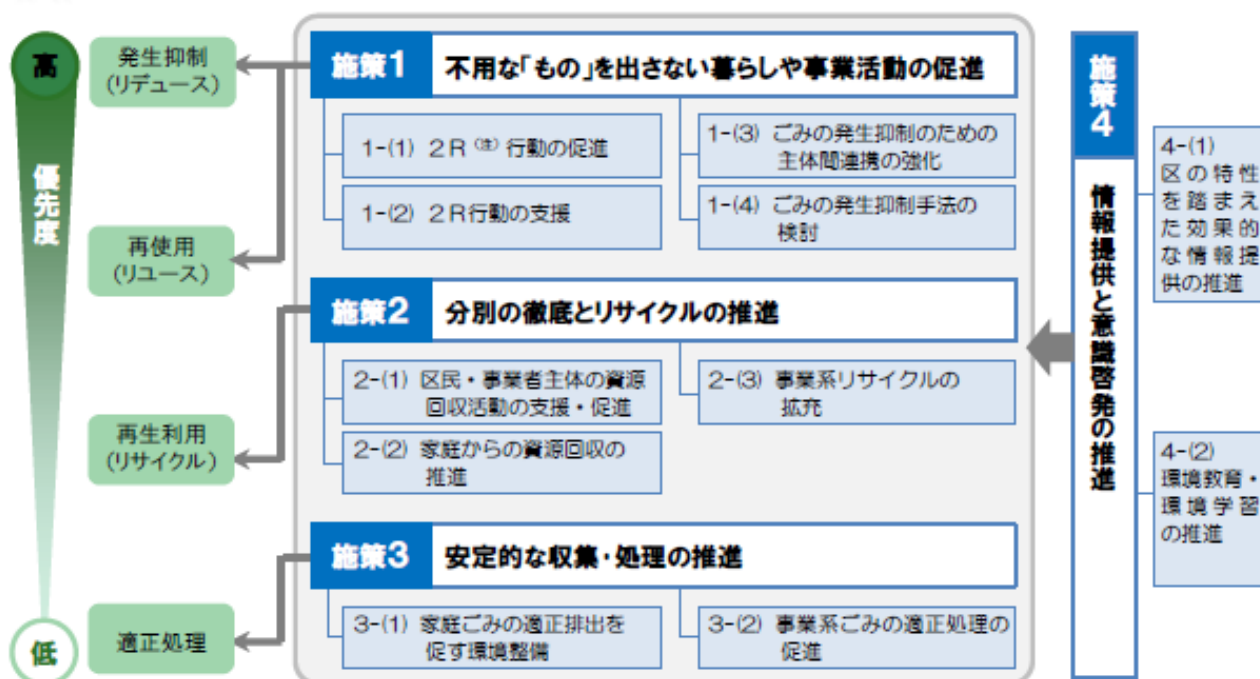 高
優先度
低
発生抑制
(リデュース)
再使用
(リユース)
再生利用
(リサイクル)
適正処理
施策1 不用な「もの」を出さない暮らしや事業活動の促進
1-(1) 2R(注)行動の促進
1-(2) 2R行動の支援
1-(3) ごみの発生抑制のための
主体間連携の強化
1-(4) ごみの発生抑制手法の
検討
施策2 分別の徹底とリサイクルの推進
2-(1) 区民・事業者主体の資源
回収活動の支援・促進
2-(2) 家庭からの資源回収の
推進
2-(3) 事業系リサイクルの
拡充
施策3 安定的な収集・処理の推進
3-(1) 家庭ごみの適正排出を
促す環境整備
3-(2) 事業系ごみの適正処理の
促進
施策4
情報提供と意識啓発の推進
4-(1)
区の特性
を踏まえ
た効果的
な情報提
供の推進
4-(2)
環境教育・
環境学習
の推進